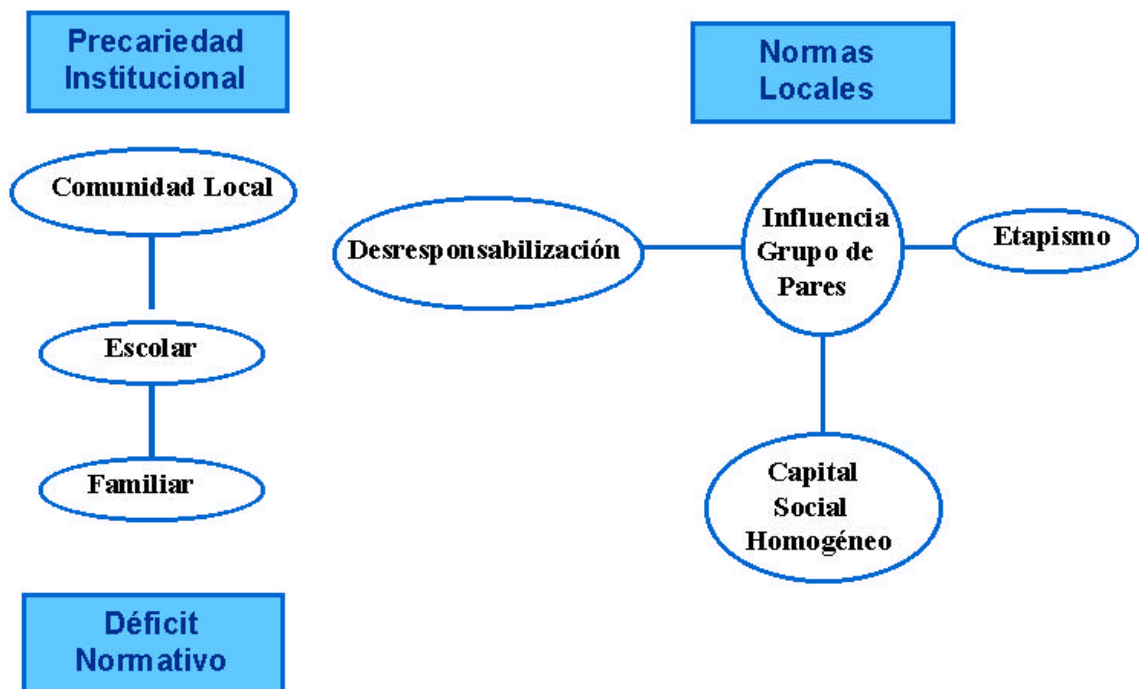 Precariedad
Institucional
Comunidad Local
Escolar
Familiar
Déficit
Normativo
Normas
Locales
Desresponsabilización
Influencia
Grupo de
Pares
Etapismo
Capital
Social
Homogéneo